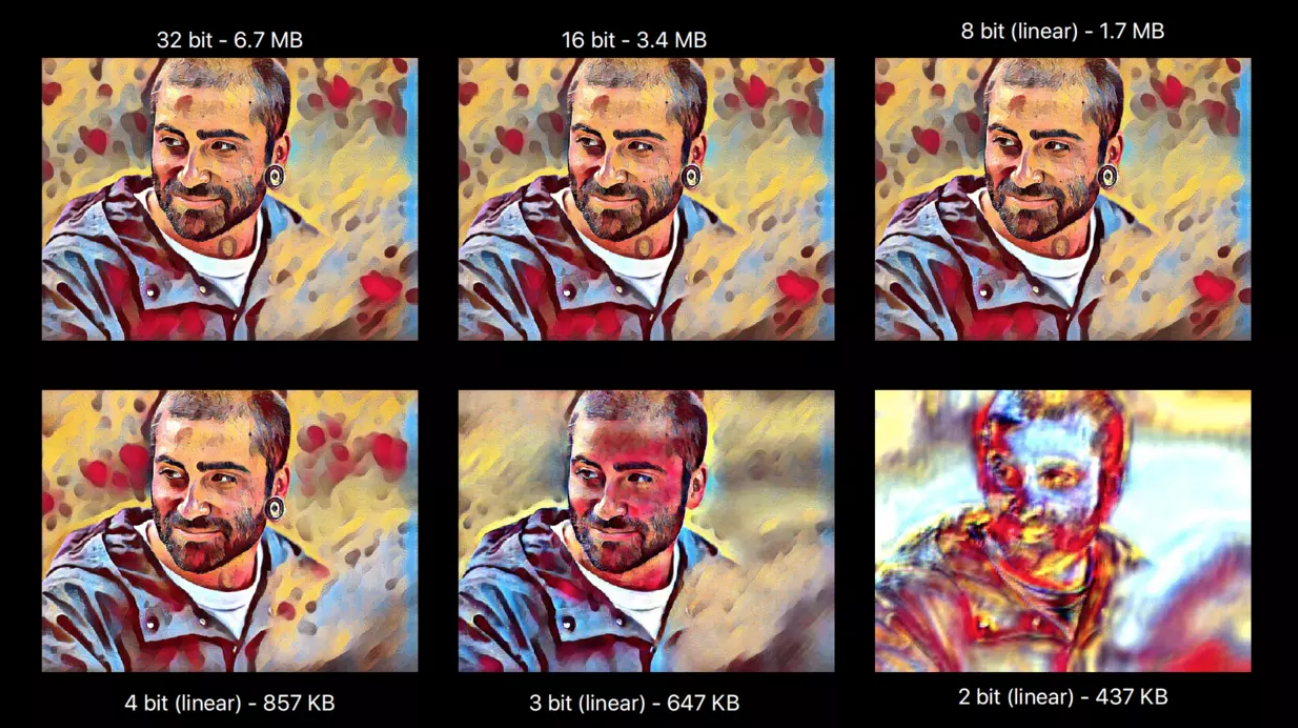 32 bit - 6.7 MB
16 bit - 3.4 MB
8 bit (linear) - 1.7 MB
4 bit (linear) - 857 KB
3 bit (linear) - 647 KB
2 bit (linear) - 437 KB